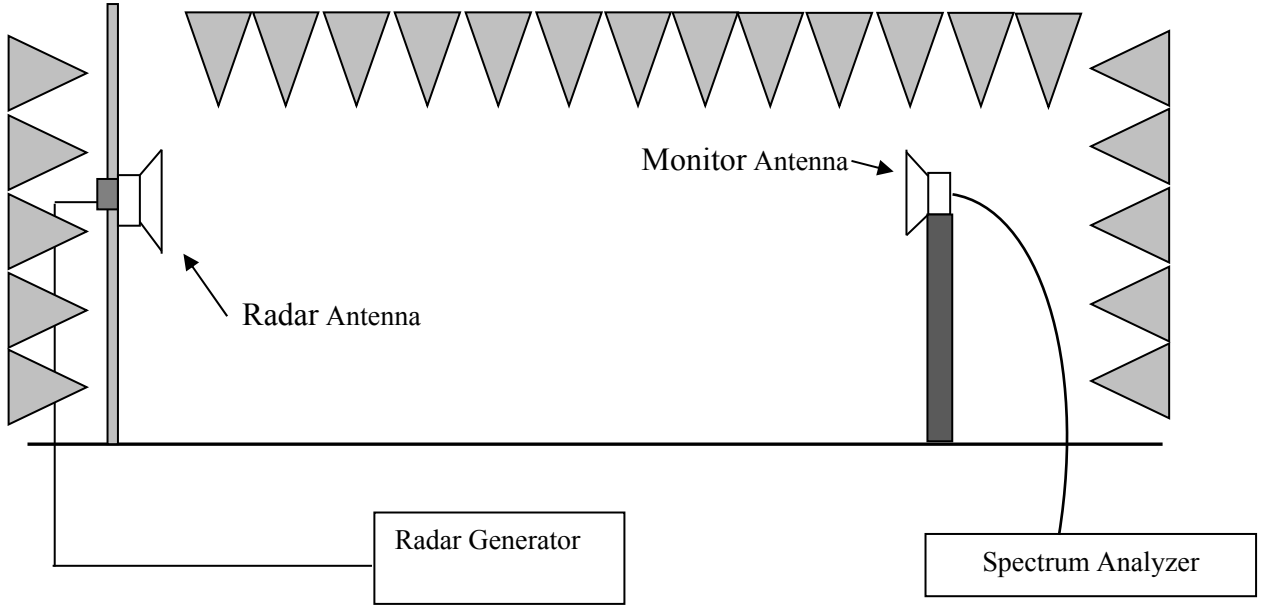 Monitor Antenna
Radar Antenna
Radar Generator
Spectrum Analyzer